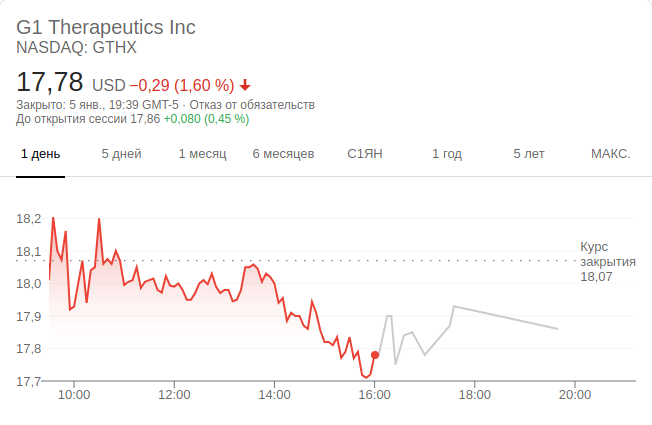 G1 Therapeutics Inc
NASDAQ: GTHX
17,78 USD −0,29 (1,60 %)
Закрыто: 5 янв., 19:39 GMT-5 · Отказ от обязательств
До открытия сессии 17,86 +0,080 (0,45 %)
1 день 5 дней 1 месяц 6 месяцев С1ЯН 1 год 5 лет МАКС.
18,2
18,1
18,0
17,9
17,8
17,7
Курс
закрытия
18,07
10:00 12:00 14:00 16:00 18:00 20:00